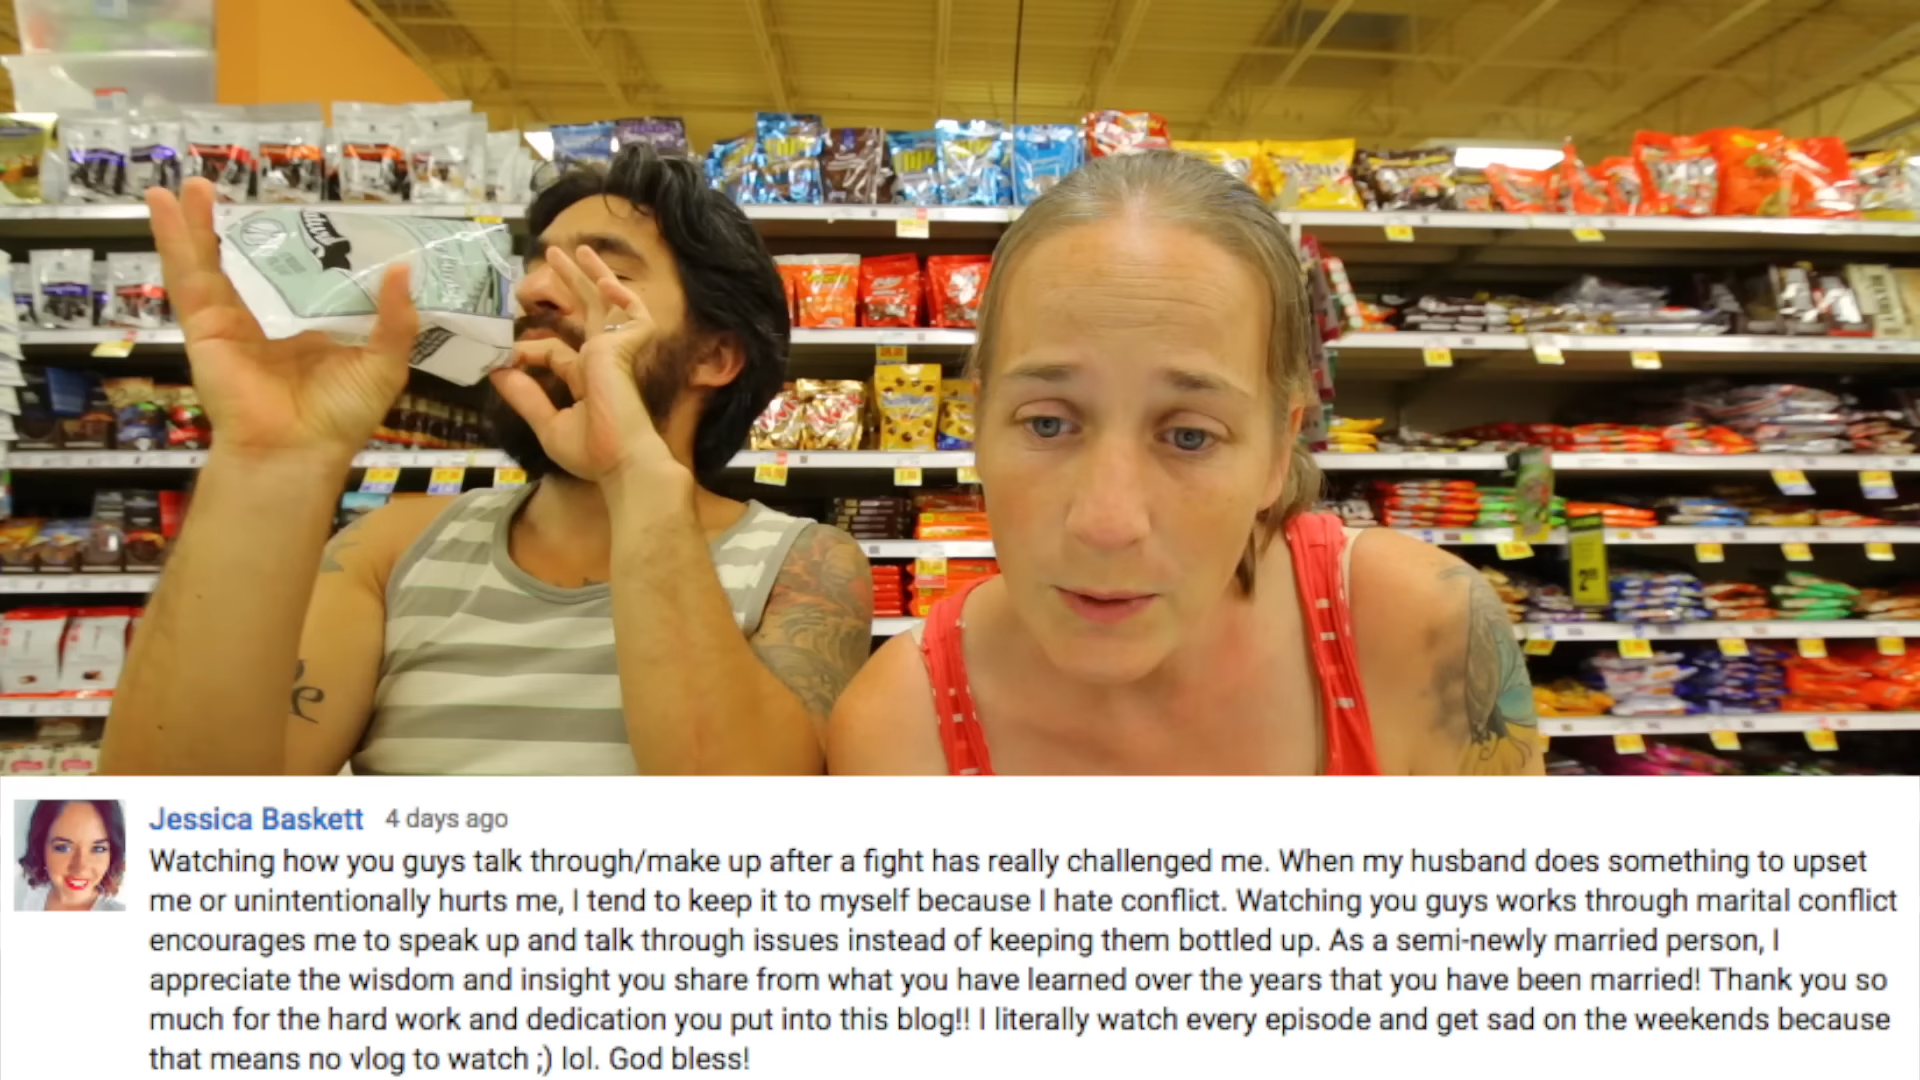 Jessica Baskett 4 days ago
Watching how you guys talk through/make up after a fight has really challenged me. When my husband does something to upset
me or unintentionally hurts me, I tend to keep it to myself because I hate conflict. Watching you guys works through marital conflict
encourages me to speak up and talk through issues instead of keeping them bottled up. As a semi-newly married person, I
appreciate the wisdom and insight you share from what you have learned over the years that you have been married! Thank you so
much for the hard work and dedication you put into this blog!! I literally watch every episode and get sad on the weekends because
that means no vlog to watch ;) lol. God bless!